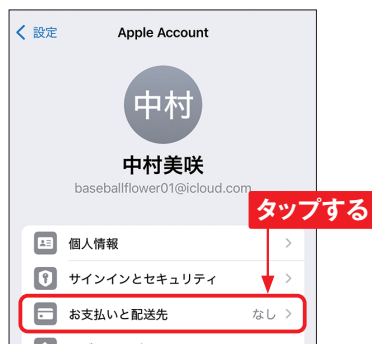 設定
Apple Account
中村
中村美咲
baseballflower01@icloud.com
タップする
個人情報
サインインとセキュリティ
お支払いと配送先 なし